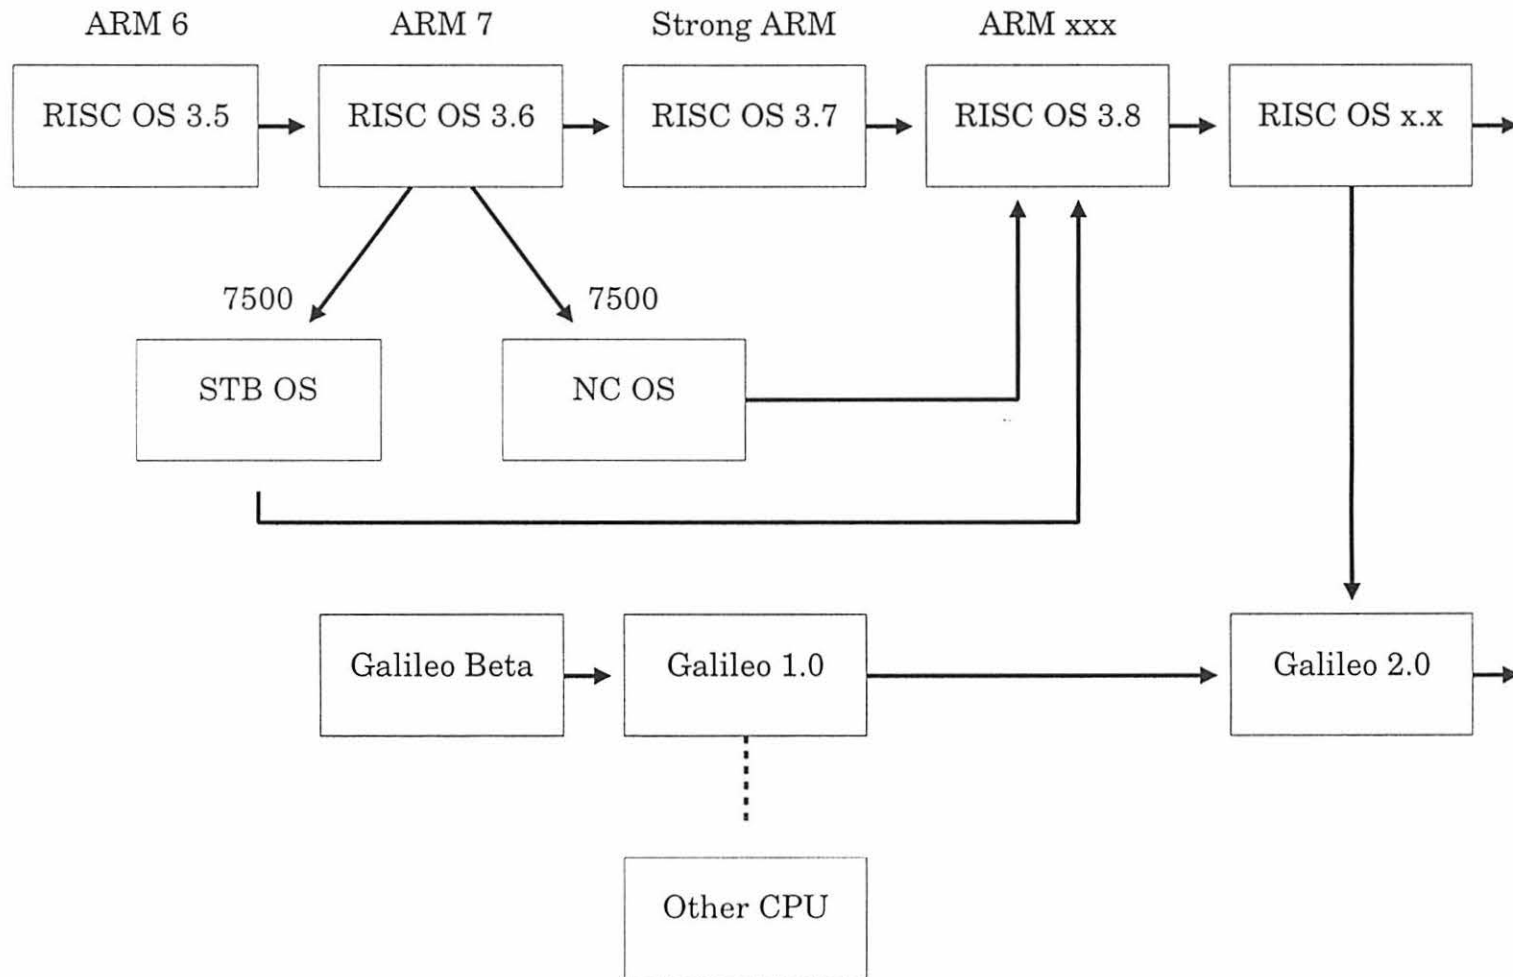 ARM 6
ARM 7
Strong ARM
ARM xxx
RISC OS 3.5
RISC OS 3.6
RISC OS 3.7
RISC OS 3.8
RISC OS x.x
7500
7500
STB OS
NC OS
Galileo Beta
Galileo 1.0
Galileo 2.0
Other CPU